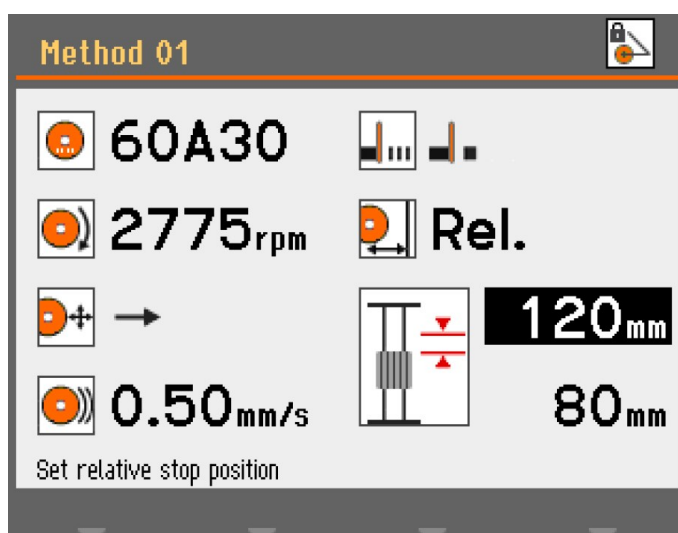 Method 01
60A30
2775rpm
Rel.
120mm
0.50mm/s
80mm
Set relative stop position